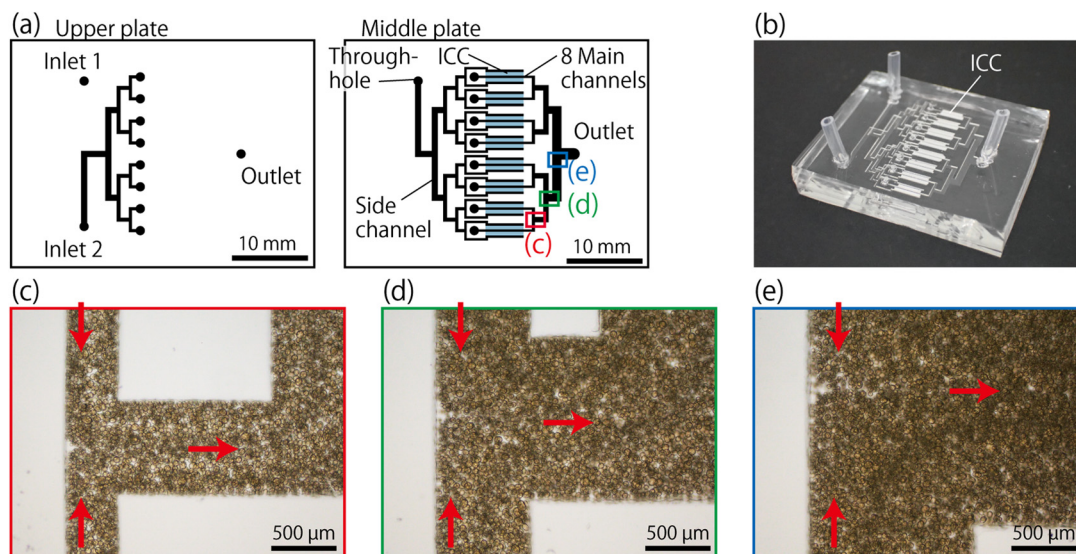 (a)
Upper plate
Inlet 1
Outlet
Inlet 2
10 mm
Middle plate
Through-
hole
ICC
8 Main
channels
Outlet
(e)
(d)
(c)
Side
channel
10 mm
(b)
ICC
(c)
500 μm
(d)
500 μm
(e)
500 μm